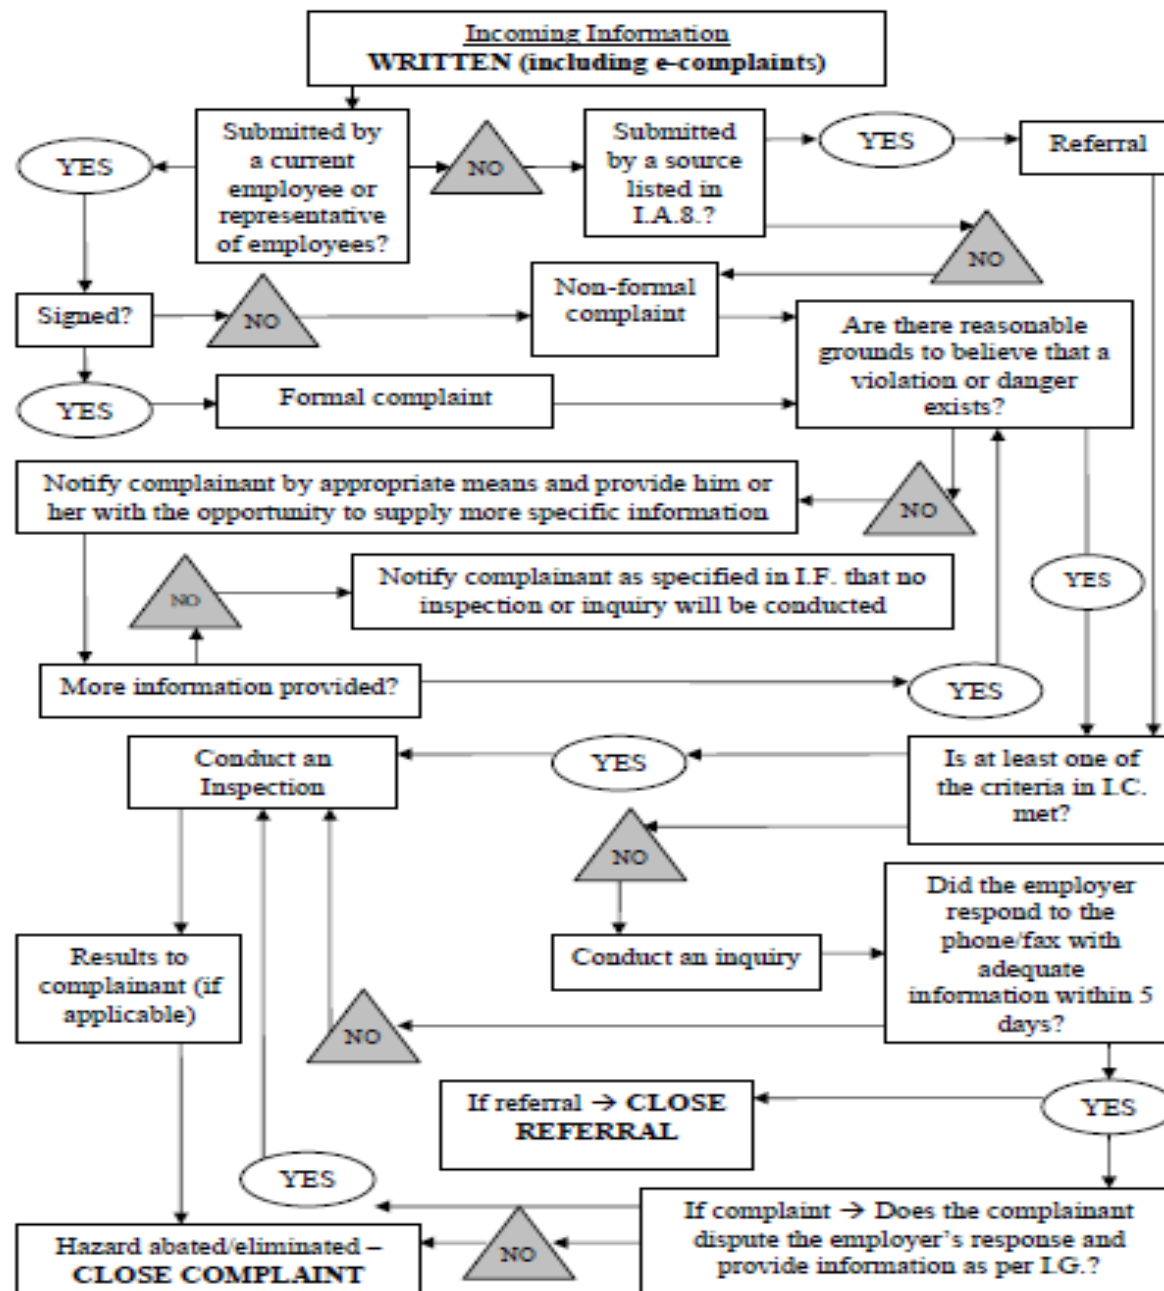 Incoming Information
WRITTEN (including e-complaints)
Submitted by
a current
employee or
representative
of employees?
YES
NO
Submitted
by a source
listed in
I.A.8.?
YES
Referral
NO
Signed?
NO
Non-formal
complaint
Are there reasonable
grounds to believe that a
violation or danger
exists?
YES
Formal complaint
Notify complainant by appropriate means and provide him or
her with the opportunity to supply more specific information
NO
NO
Notify complainant as specified in I.F. that no
inspection or inquiry will be conducted
YES
More information provided?
YES
Conduct an
Inspection
YES
Is at least one of
the criteria in I.C.
met?
NO
Conduct an inquiry
Did the employer
respond to the
phone/fax with
adequate
information within 5
days?
Results to
complainant (if
applicable)
NO
If referral → CLOSE
REFERRAL
YES
YES
If complaint → Does the complainant
dispute the employer's response and
provide information as per I.G.?
NO
Hazard abated/eliminated –
CLOSE COMPLAINT